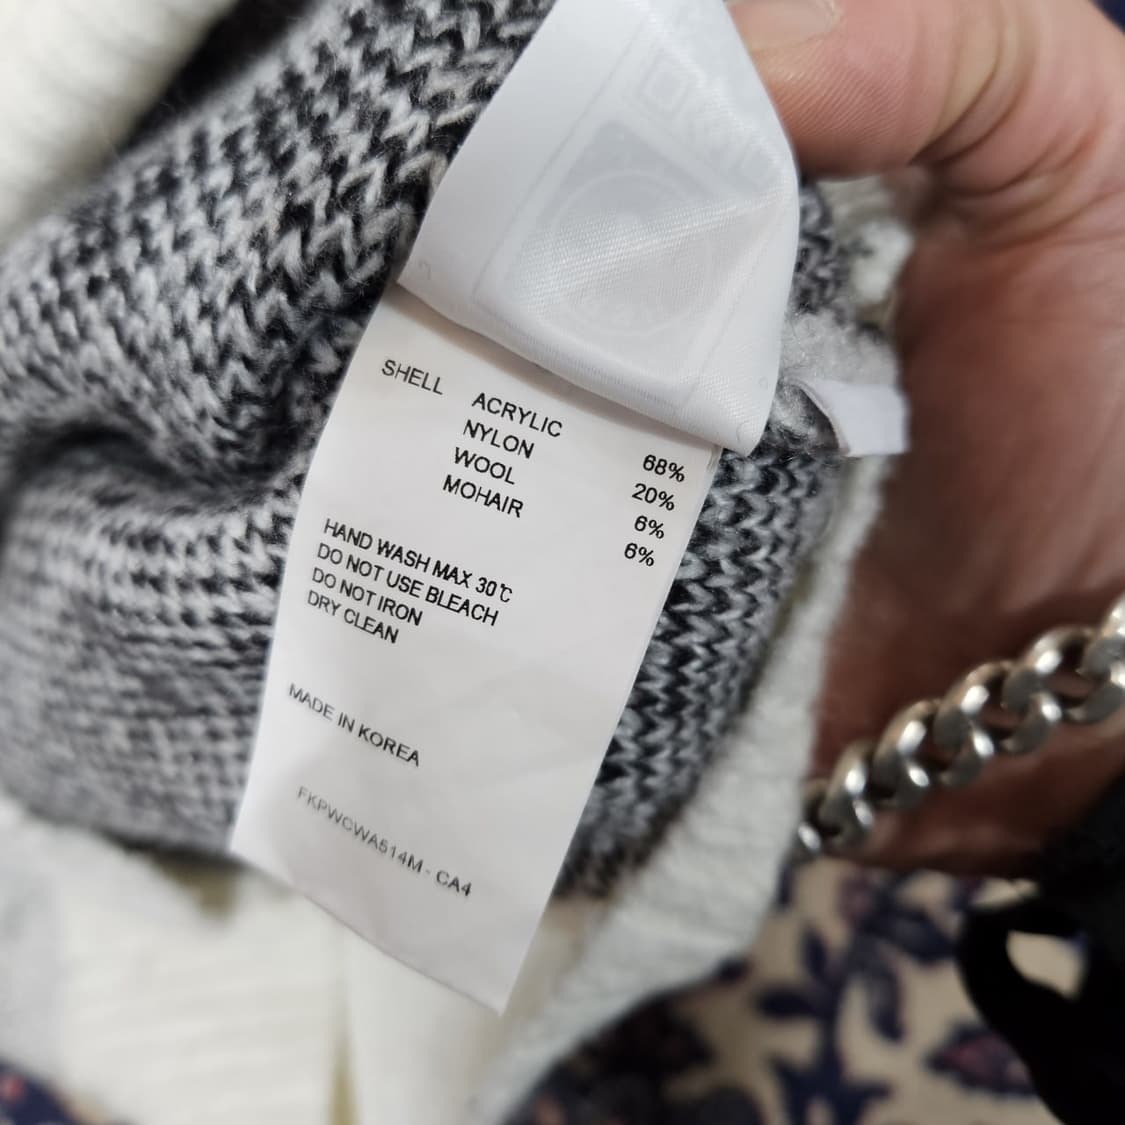 SHELL ACRYLIC 68%
NYLON 20%
WOOL 6%
MOHAIR 6%
HAND WASH MAX 30℃
DO NOT USE BLEACH
DO NOT IRON
DRY CLEAN
MADE IN KOREA
FKPWCWA514M - CA4